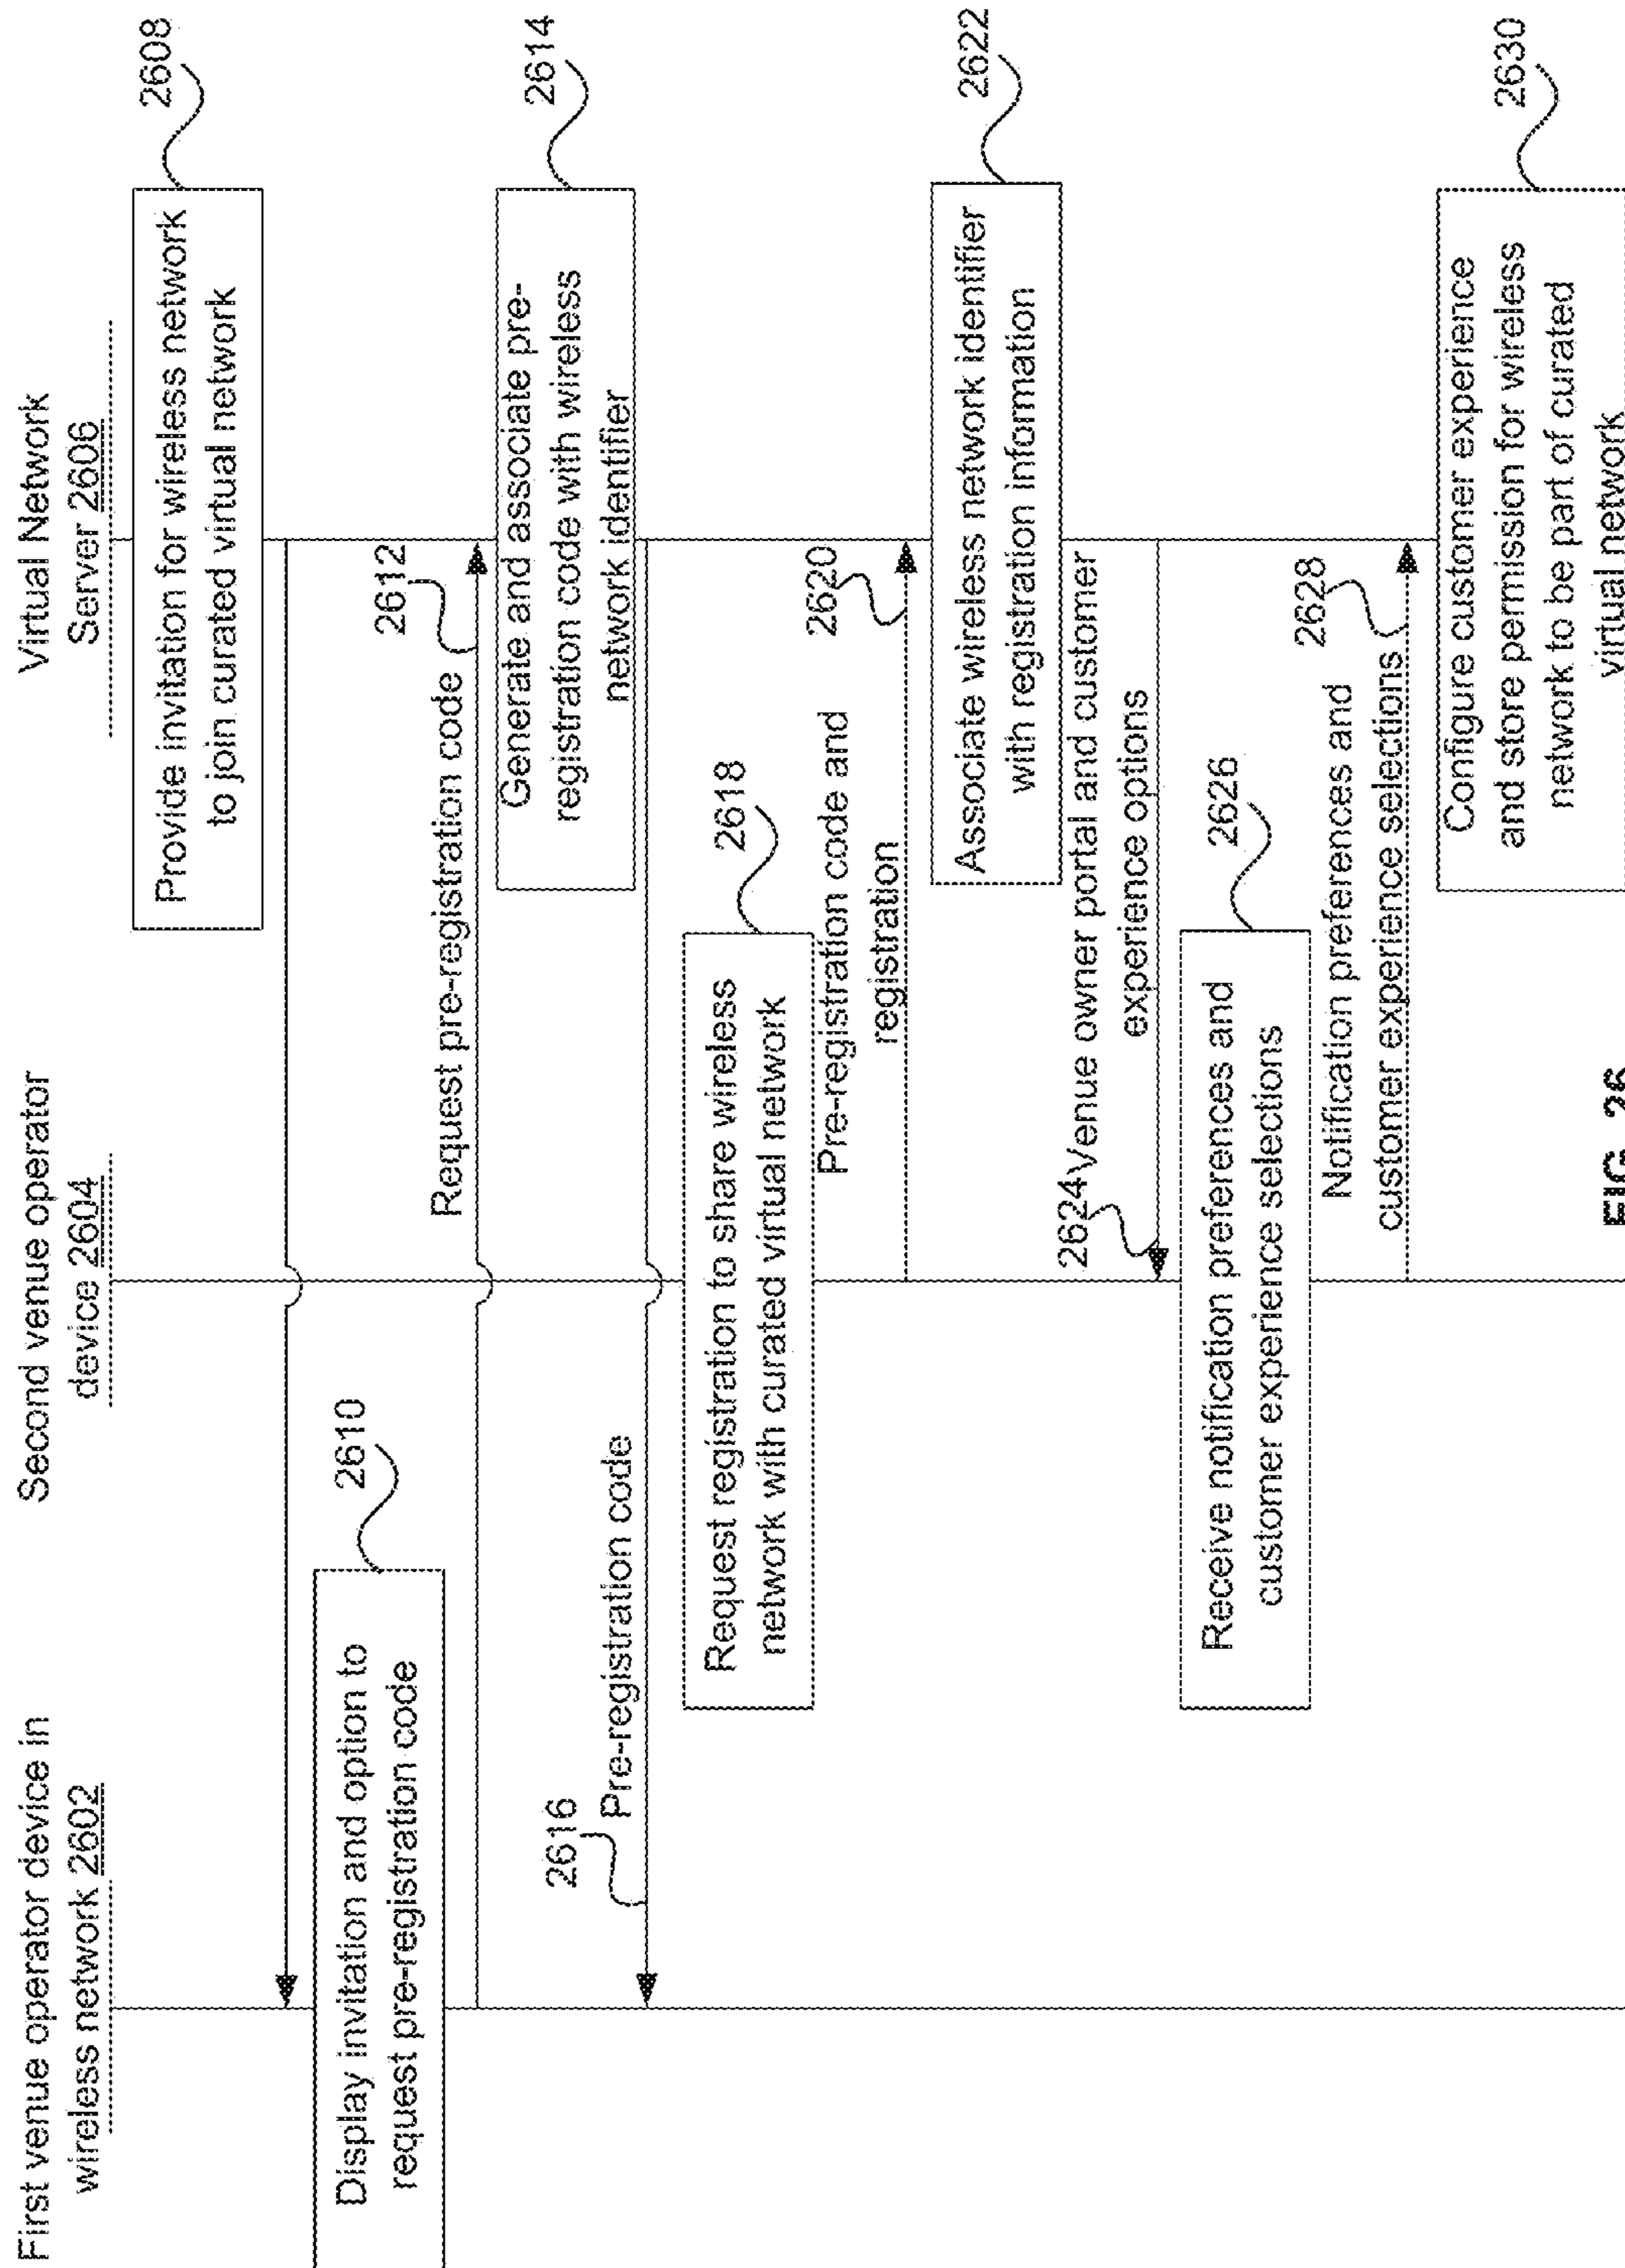 First venue operator device in
wireless network 2602
Second venue operator
device 2604
Virtual Network
Server 2606
Provide invitation for wireless network
to join curated virtual network
2608
Display invitation and option to
request pre-registration code
2610
Request pre-registration code
2612
Generate and associate pre-
registration code with wireless
network identifier
2614
2616
Pre-registration code
Request registration to share wireless
network with curated virtual network
2618
Pre-registration code and
registration
2620
Associate wireless network identifier
with registration information
2622
2624
Venue owner portal and customer
experience options
Receive notification preferences and
customer experience selections
2626
Notification preferences and
customer experience selections
2628
Configure customer experience
and store permission for wireless
network to be part of curated
virtual network
2630
FIG. 26